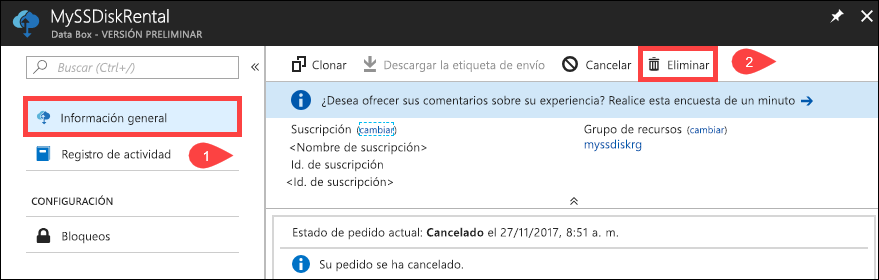 MySSDiskRental
Data Box - VERSIÓN PRELIMINAR
Buscar (Ctrl+/)
Información general
Registro de actividad
1
CONFIGURACIÓN
Bloqueos
Clonar
Descargar la etiqueta de envío
Cancelar
Eliminar
2
¿Desea ofrecer sus comentarios sobre su experiencia? Realice esta encuesta de un minuto →
Suscripción (cambiar)
<Nombre de suscripción>
Id. de suscripción
<Id. de suscripción>
Grupo de recursos (cambiar)
myssdiskrg
Estado de pedido actual: Cancelado el 27/11/2017, 8:51 a. m.
Su pedido se ha cancelado.